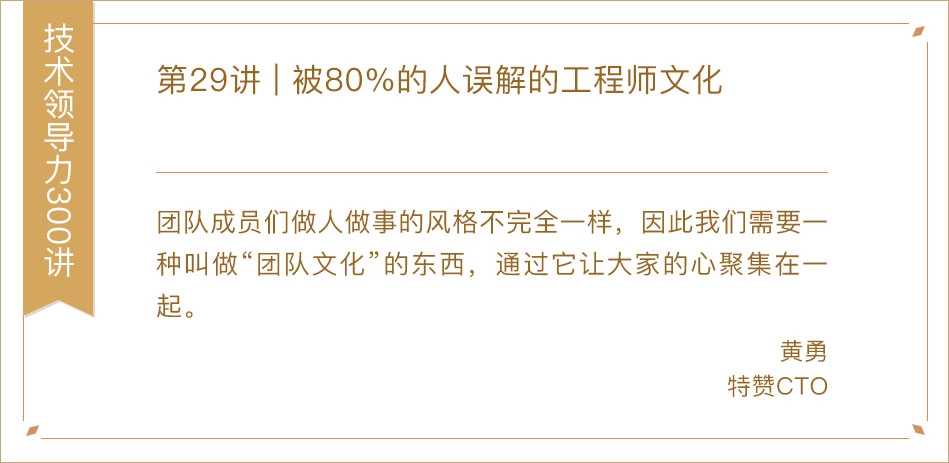 技术领导力300讲
第29讲 | 被80%的人误解的工程师文化
团队成员们做人做事的风格不完全一样，因此我们需要一
种叫做“团队文化”的东西，通过它让大家的心聚集在一
起。
黄勇
特赞CTO